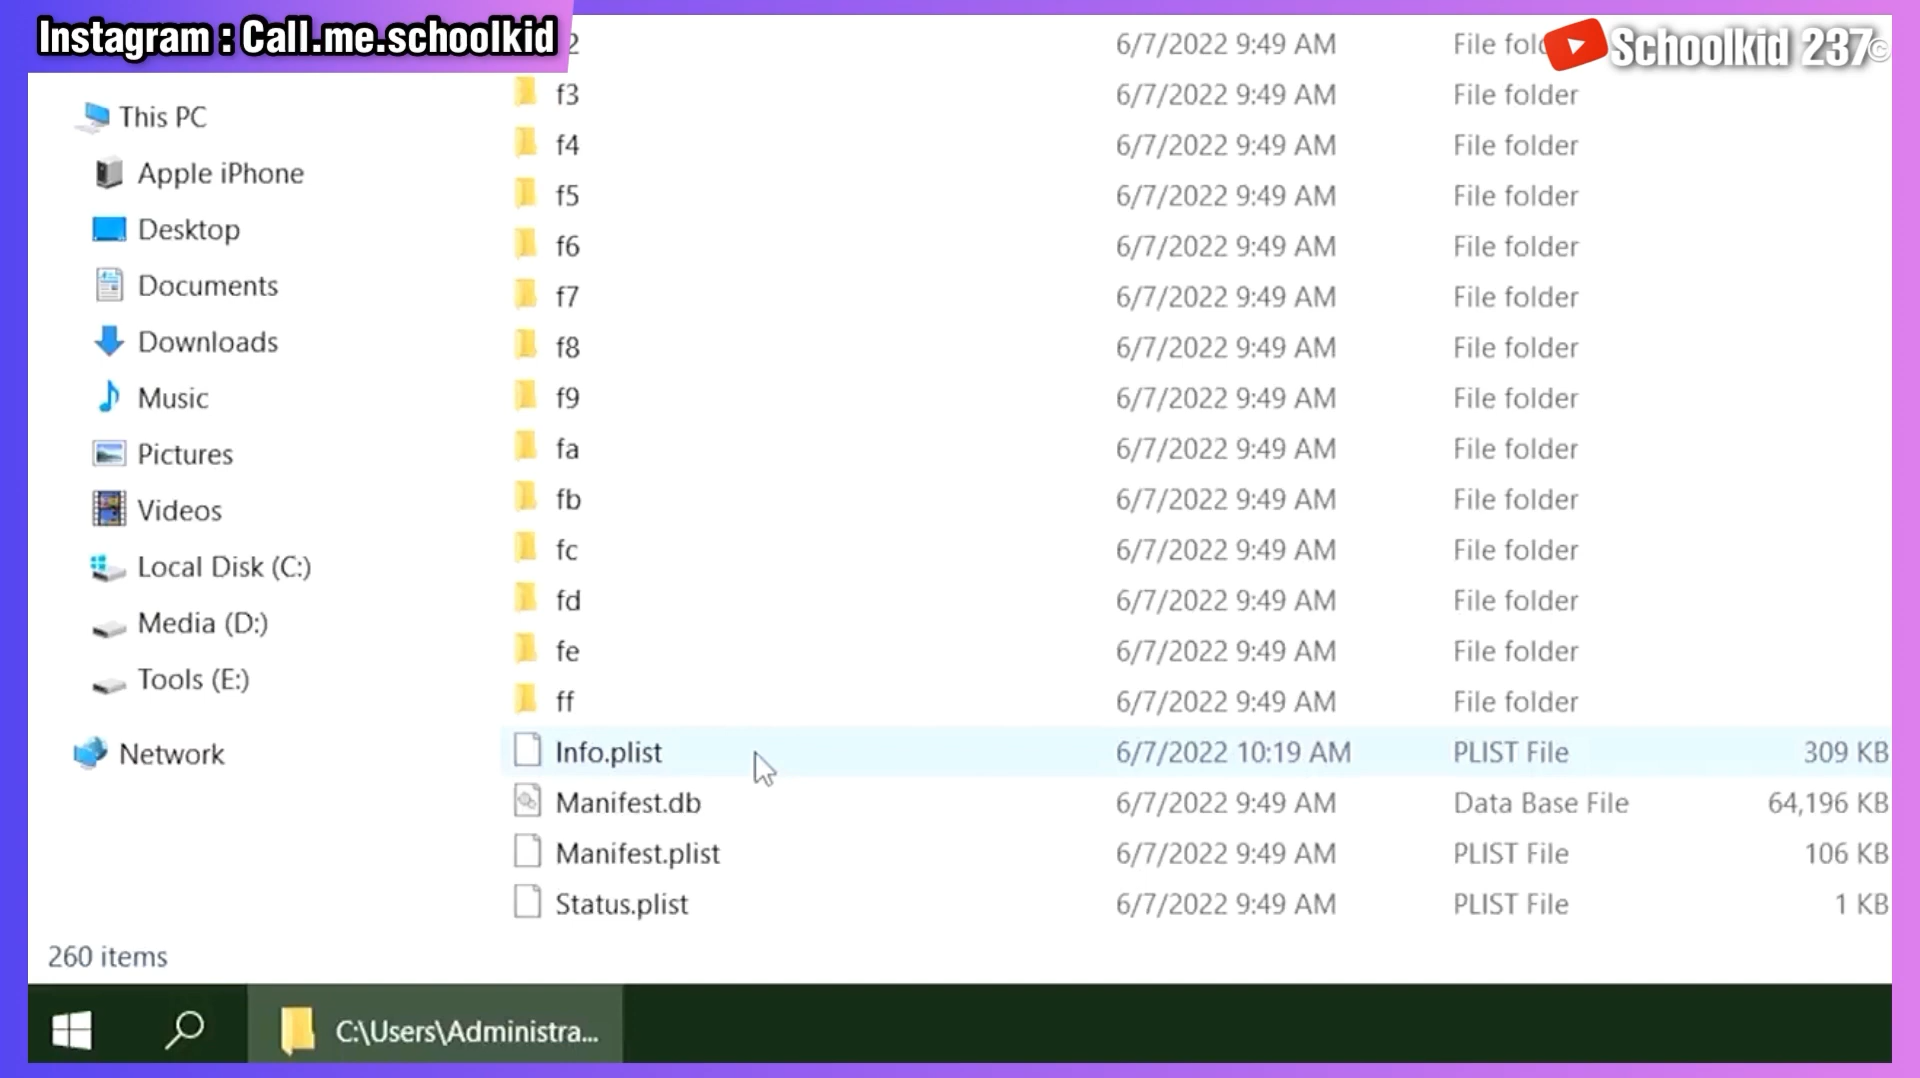 Instagram : Call.me.schoolkid
Schoolkid 237©
2 6/7/2022 9:49 AM File fol
This PC
Apple iPhone
Desktop
Documents
Downloads
Music
Pictures
Videos
Local Disk (C:)
Media (D:)
Tools (E:)
Network
f3 6/7/2022 9:49 AM File folder
f4 6/7/2022 9:49 AM File folder
f5 6/7/2022 9:49 AM File folder
f6 6/7/2022 9:49 AM File folder
f7 6/7/2022 9:49 AM File folder
f8 6/7/2022 9:49 AM File folder
f9 6/7/2022 9:49 AM File folder
fa 6/7/2022 9:49 AM File folder
fb 6/7/2022 9:49 AM File folder
fc 6/7/2022 9:49 AM File folder
fd 6/7/2022 9:49 AM File folder
fe 6/7/2022 9:49 AM File folder
ff 6/7/2022 9:49 AM File folder
Info.plist 6/7/2022 10:19 AM PLIST File 309 KB
Manifest.db 6/7/2022 9:49 AM Data Base File 64,196 KB
Manifest.plist 6/7/2022 9:49 AM PLIST File 106 KB
Status.plist 6/7/2022 9:49 AM PLIST File 1 KB
260 items
C:\Users\Administra...